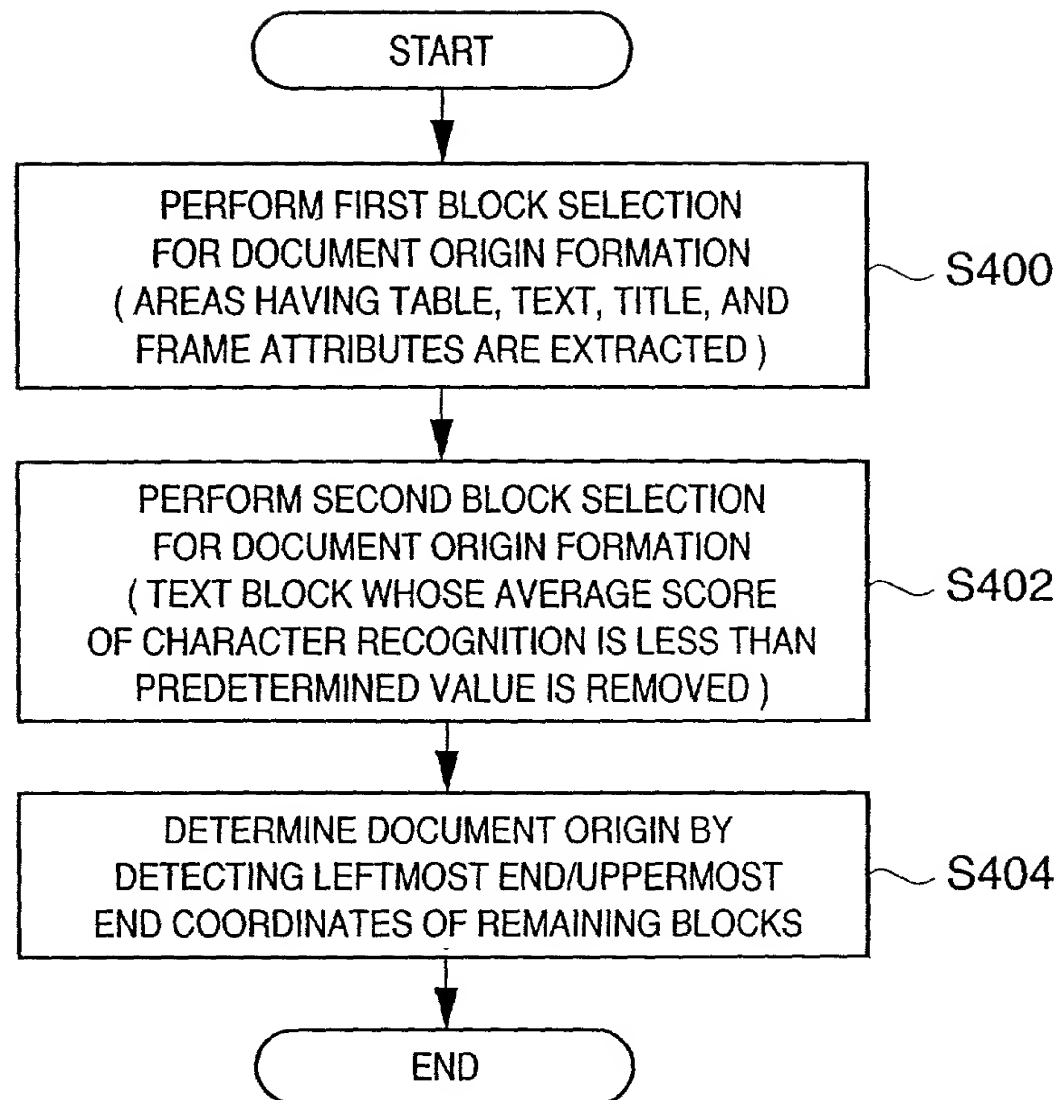 START
PERFORM FIRST BLOCK SELECTION
FOR DOCUMENT ORIGIN FORMATION
( AREAS HAVING TABLE, TEXT, TITLE, AND
FRAME ATTRIBUTES ARE EXTRACTED )
S400
PERFORM SECOND BLOCK SELECTION
FOR DOCUMENT ORIGIN FORMATION
( TEXT BLOCK WHOSE AVERAGE SCORE
OF CHARACTER RECOGNITION IS LESS THAN
PREDETERMINED VALUE IS REMOVED )
S402
DETERMINE DOCUMENT ORIGIN BY
DETECTING LEFTMOST END/UPPERMOST
END COORDINATES OF REMAINING BLOCKS
S404
END